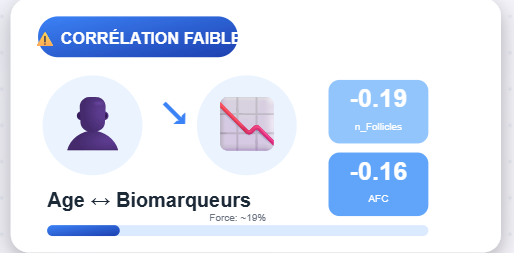 ⚠ CORRÉLATION FAIBLE
-0.19
n_Follicles
-0.16
AFC
Age ↔ Biomarqueurs
Force: ~19%